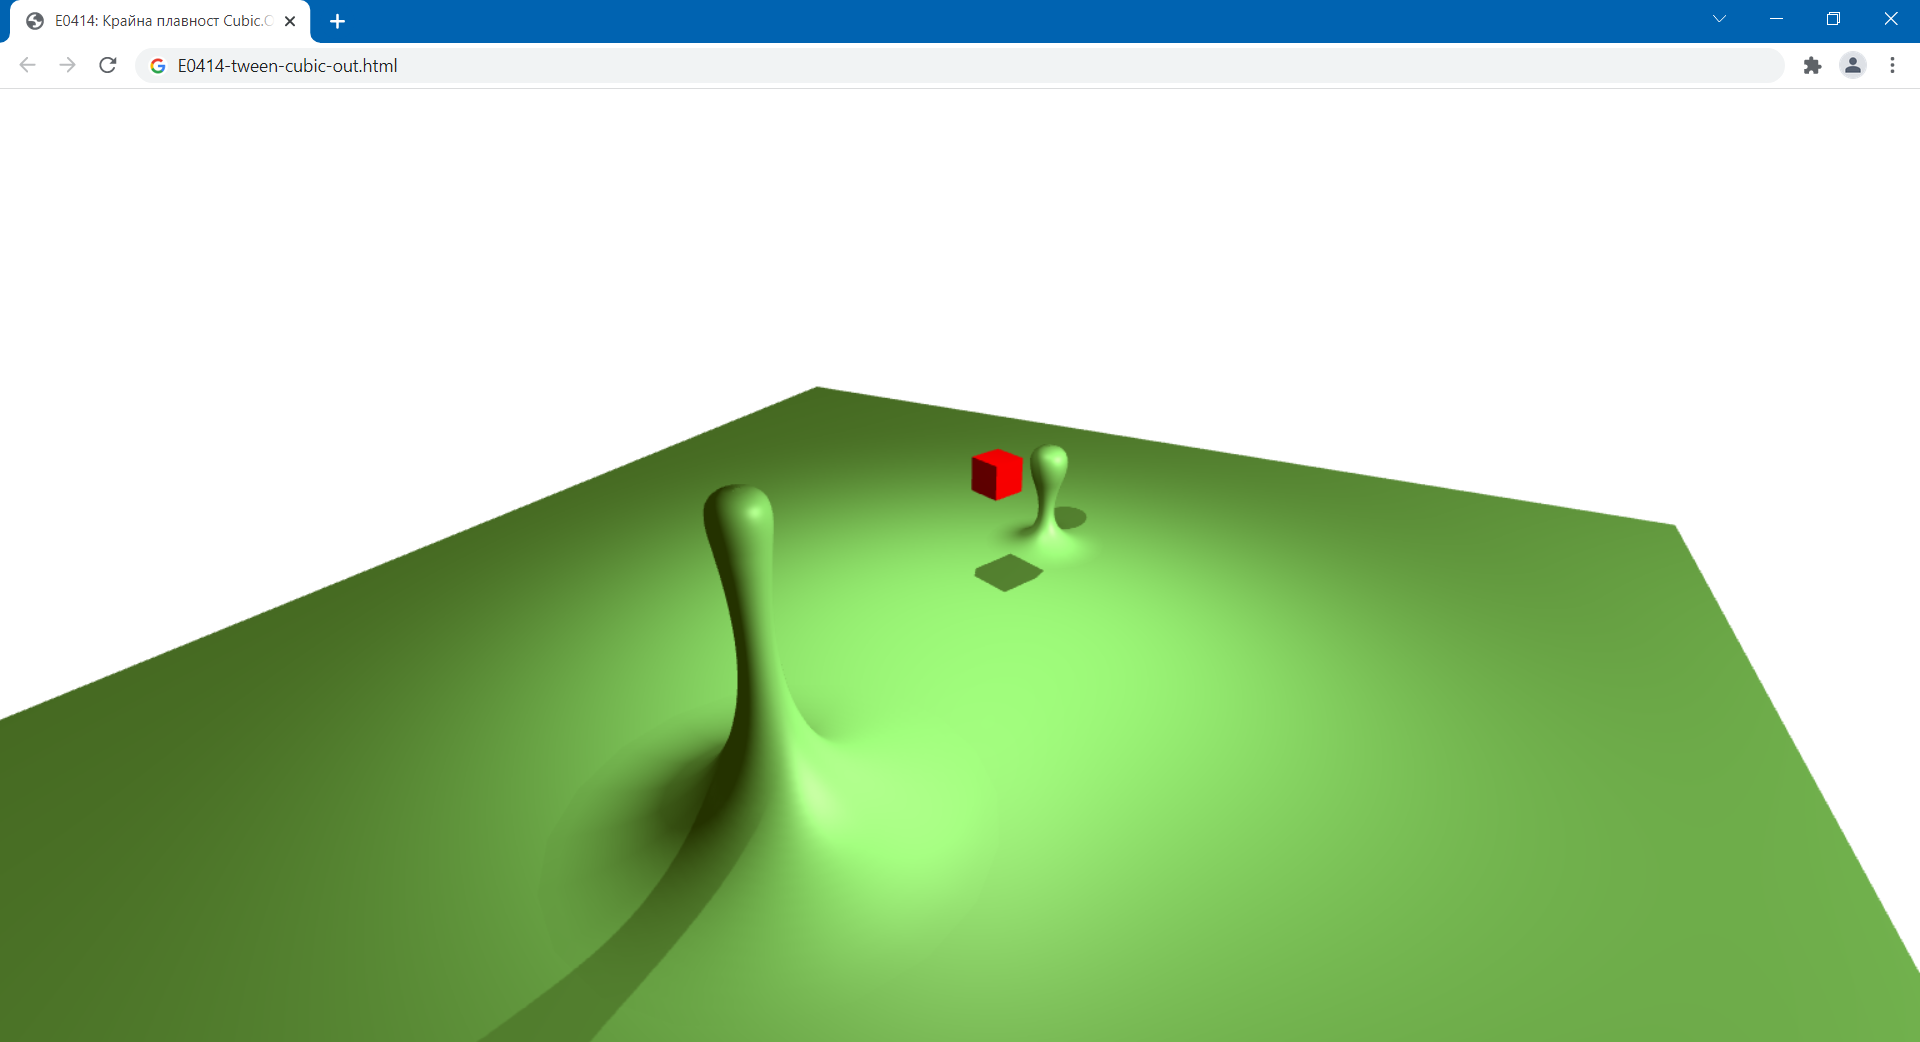 E0414: Крайна плавност Cubic.O
E0414-tween-cubic-out.html